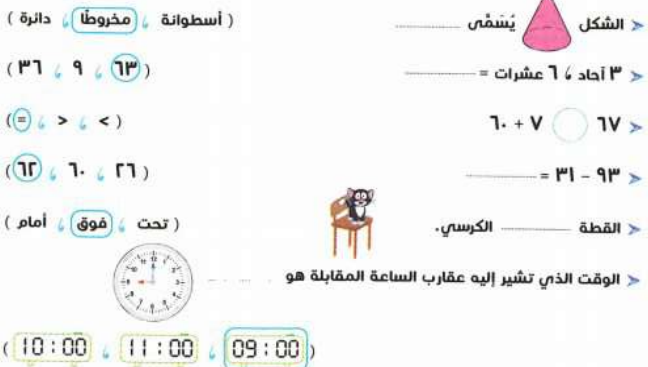 الشكل يُسَمَّى ............ ( أسطوانة ، مخروطًا ، دائرة )
٣ آحاد ، ٦ عشرات = ............ ( ٦٣ ، ٩ ، ٣٦ )
٦٧ ◯ ٧ + ٦٠ ( < ، > ، = )
٩٣ – ٣١ = ............ ( ٢٦ ، ٦٠ ، ٦٢ )
القطة ............ الكرسي. ( تحت ، فوق ، أمام )
الوقت الذي تشير إليه عقارب الساعة المقابلة هو ............
( 09:00 ، 11:00 ، 10:00 )